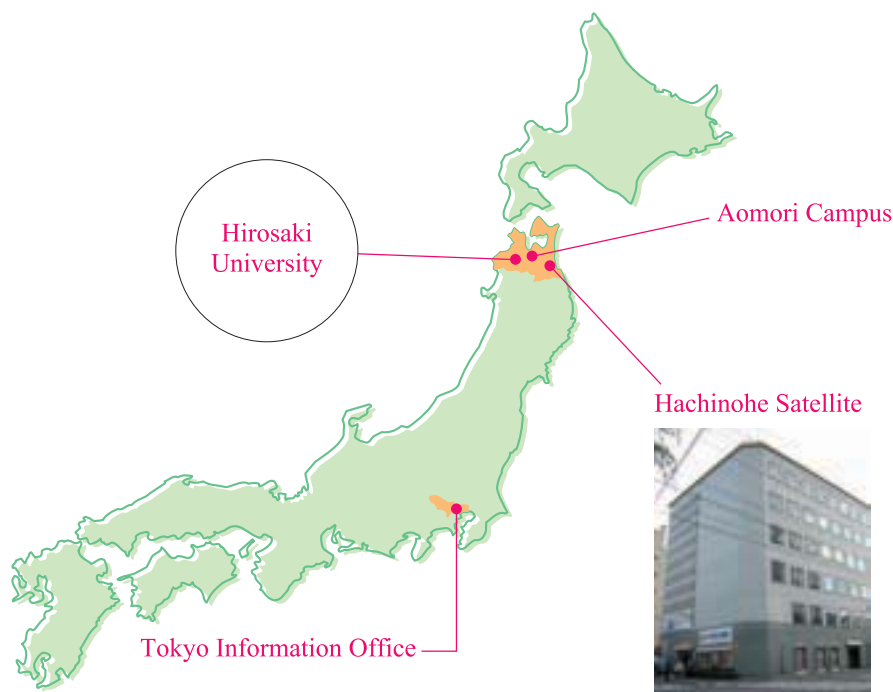 Aomori Campus
Hirosaki
University
Hachinohe Satellite
Tokyo Information Office